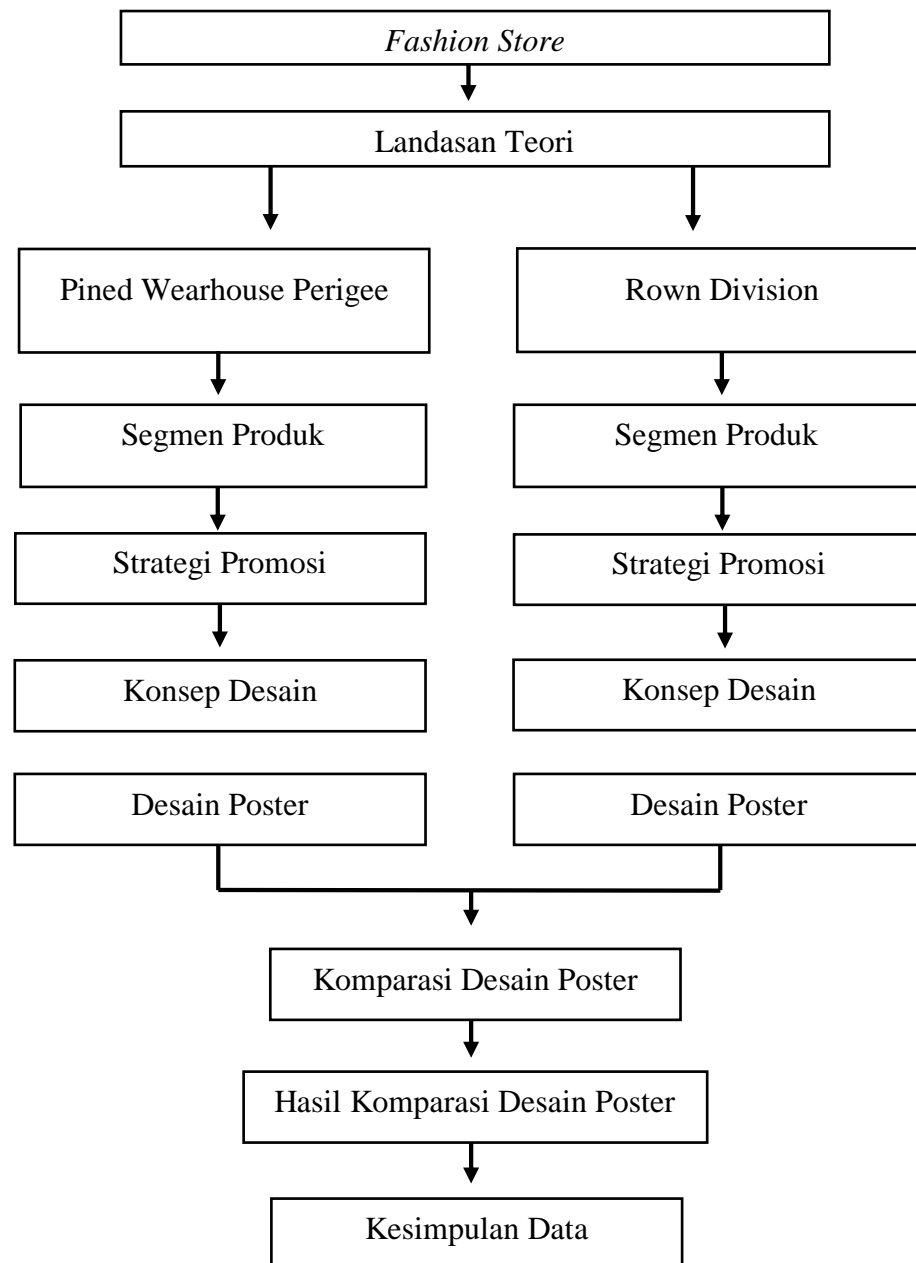 Fashion Store
Landasan Teori
Pined Wearhouse Perigee
Rown Division
Segmen Produk
Segmen Produk
Strategi Promosi
Strategi Promosi
Konsep Desain
Konsep Desain
Desain Poster
Desain Poster
Komparasi Desain Poster
Hasil Komparasi Desain Poster
Kesimpulan Data